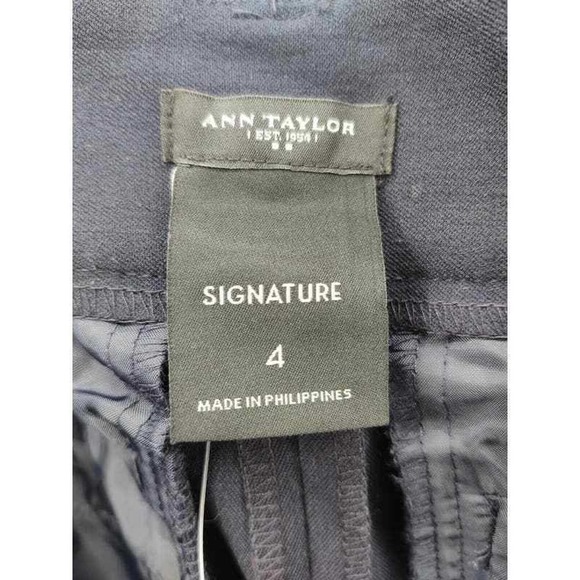 ANN TAYLOR
EST. 1954
SIGNATURE
4
MADE IN PHILIPPINES